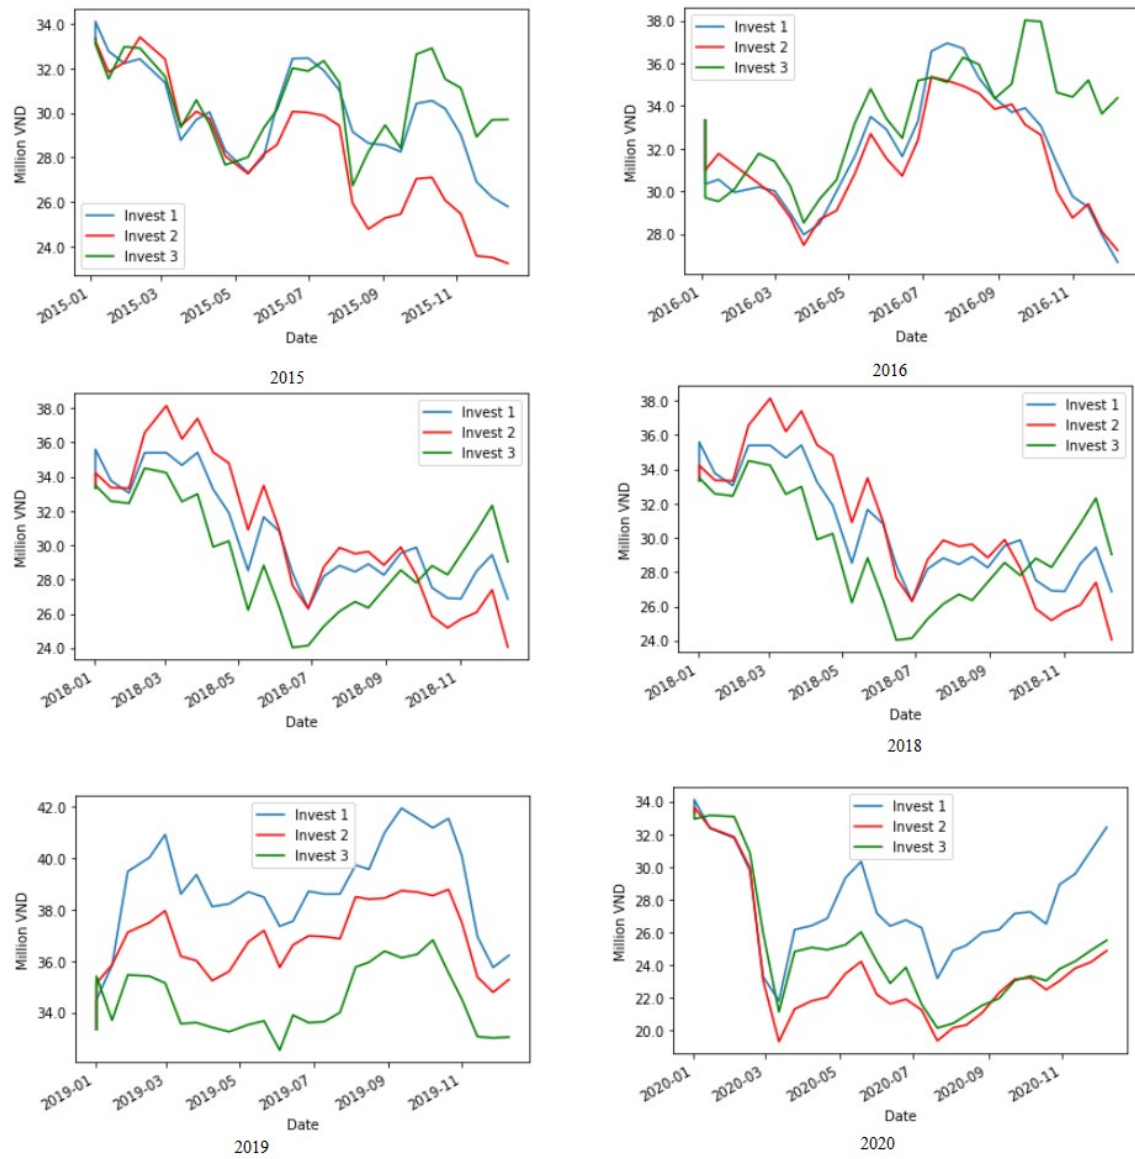 34.0
32.0
30.0
28.0
26.0
24.0
Million VND
Invest 1
Invest 2
Invest 3
2015-01
2015-03
2015-05
2015-07
2015-09
2015-11
Date
2015
38.0
36.0
34.0
32.0
30.0
28.0
Million VND
Invest 1
Invest 2
Invest 3
2016-01
2016-03
2016-05
2016-07
2016-09
2016-11
Date
2016
38.0
36.0
34.0
32.0
30.0
28.0
26.0
24.0
Million VND
Invest 1
Invest 2
Invest 3
2018-01
2018-03
2018-05
2018-07
2018-09
2018-11
Date
38.0
36.0
34.0
32.0
30.0
28.0
26.0
24.0
Million VND
Invest 1
Invest 2
Invest 3
2018-01
2018-03
2018-05
2018-07
2018-09
2018-11
Date
2018
42.0
40.0
38.0
36.0
34.0
Million VND
Invest 1
Invest 2
Invest 3
2019-01
2019-03
2019-05
2019-07
2019-09
2019-11
Date
2019
34.0
32.0
30.0
28.0
26.0
24.0
22.0
20.0
Million VND
Invest 1
Invest 2
Invest 3
2020-01
2020-03
2020-05
2020-07
2020-09
2020-11
Date
2020